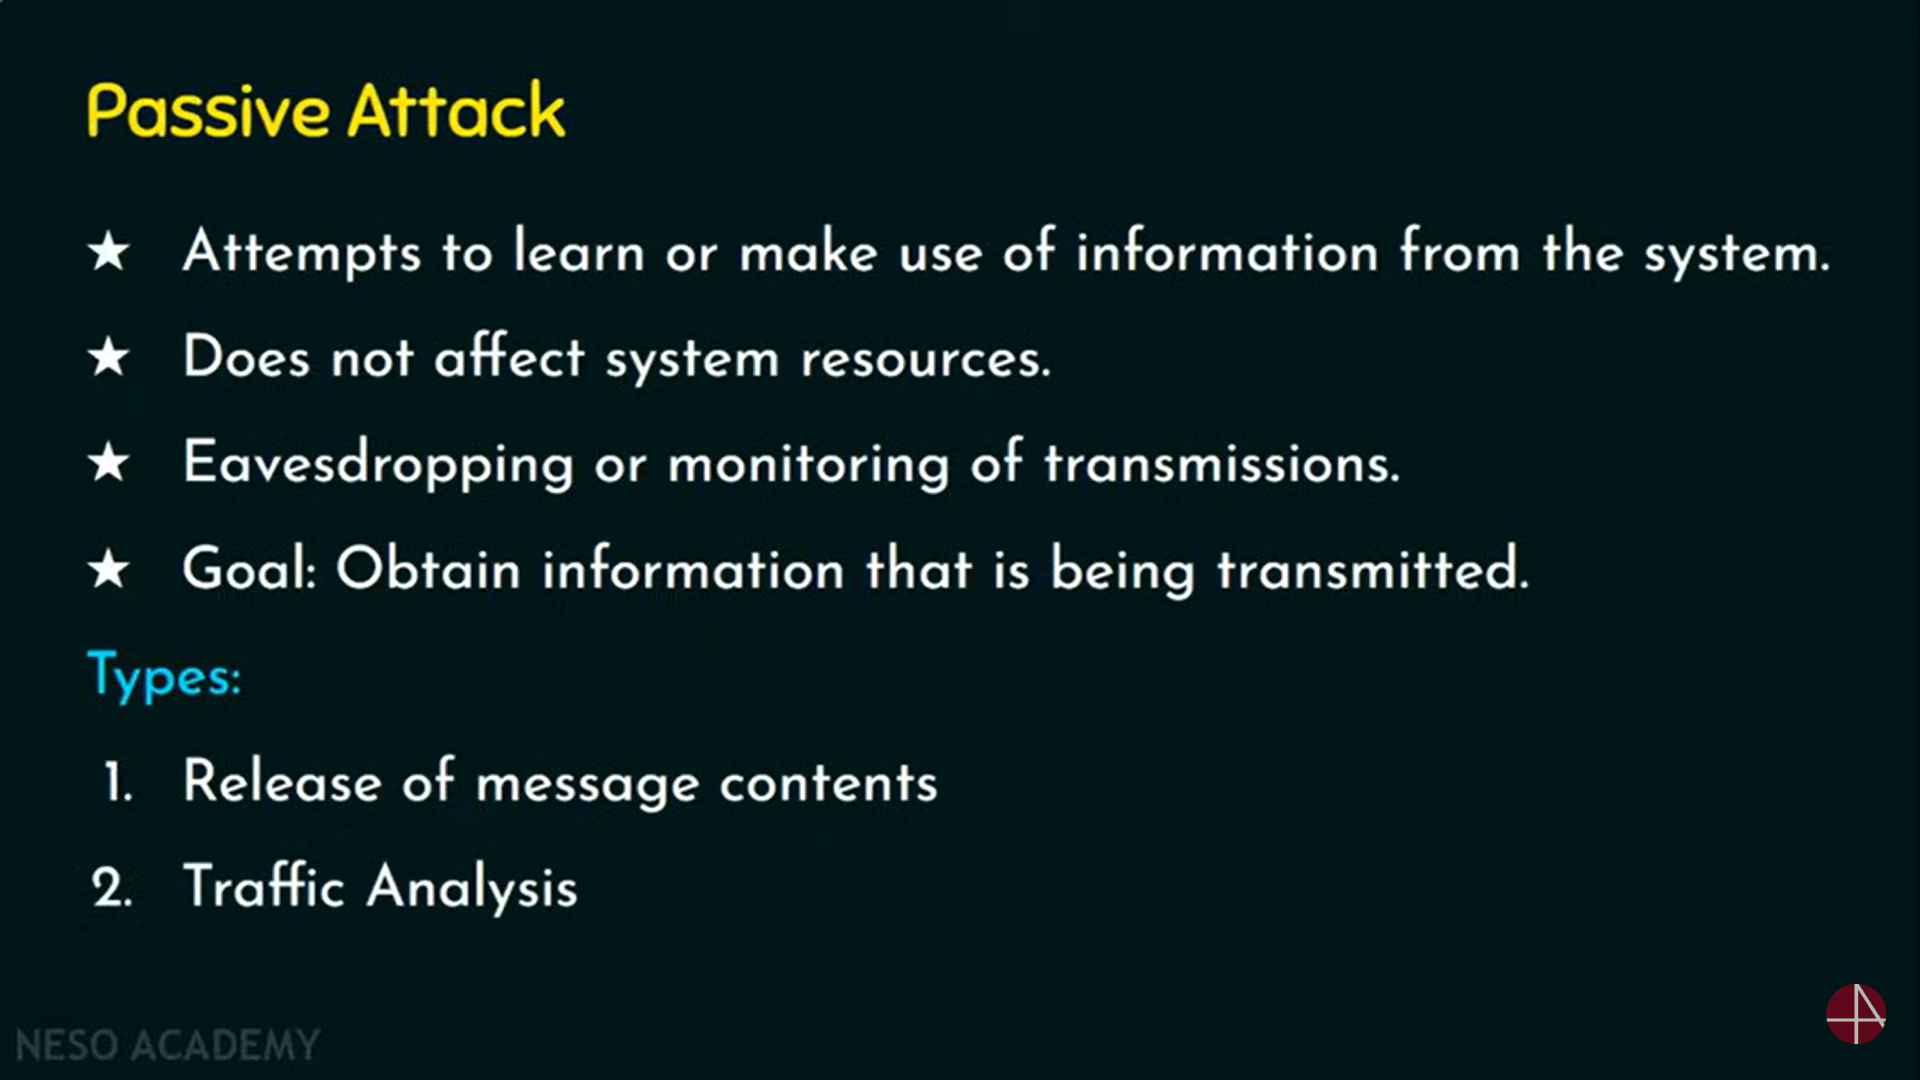 Passive Attack
★ Attempts to learn or make use of information from the system.
★ Does not affect system resources.
★ Eavesdropping or monitoring of transmissions.
★ Goal: Obtain information that is being transmitted.
Types:
1. Release of message contents
2. Traffic Analysis
NESO ACADEMY